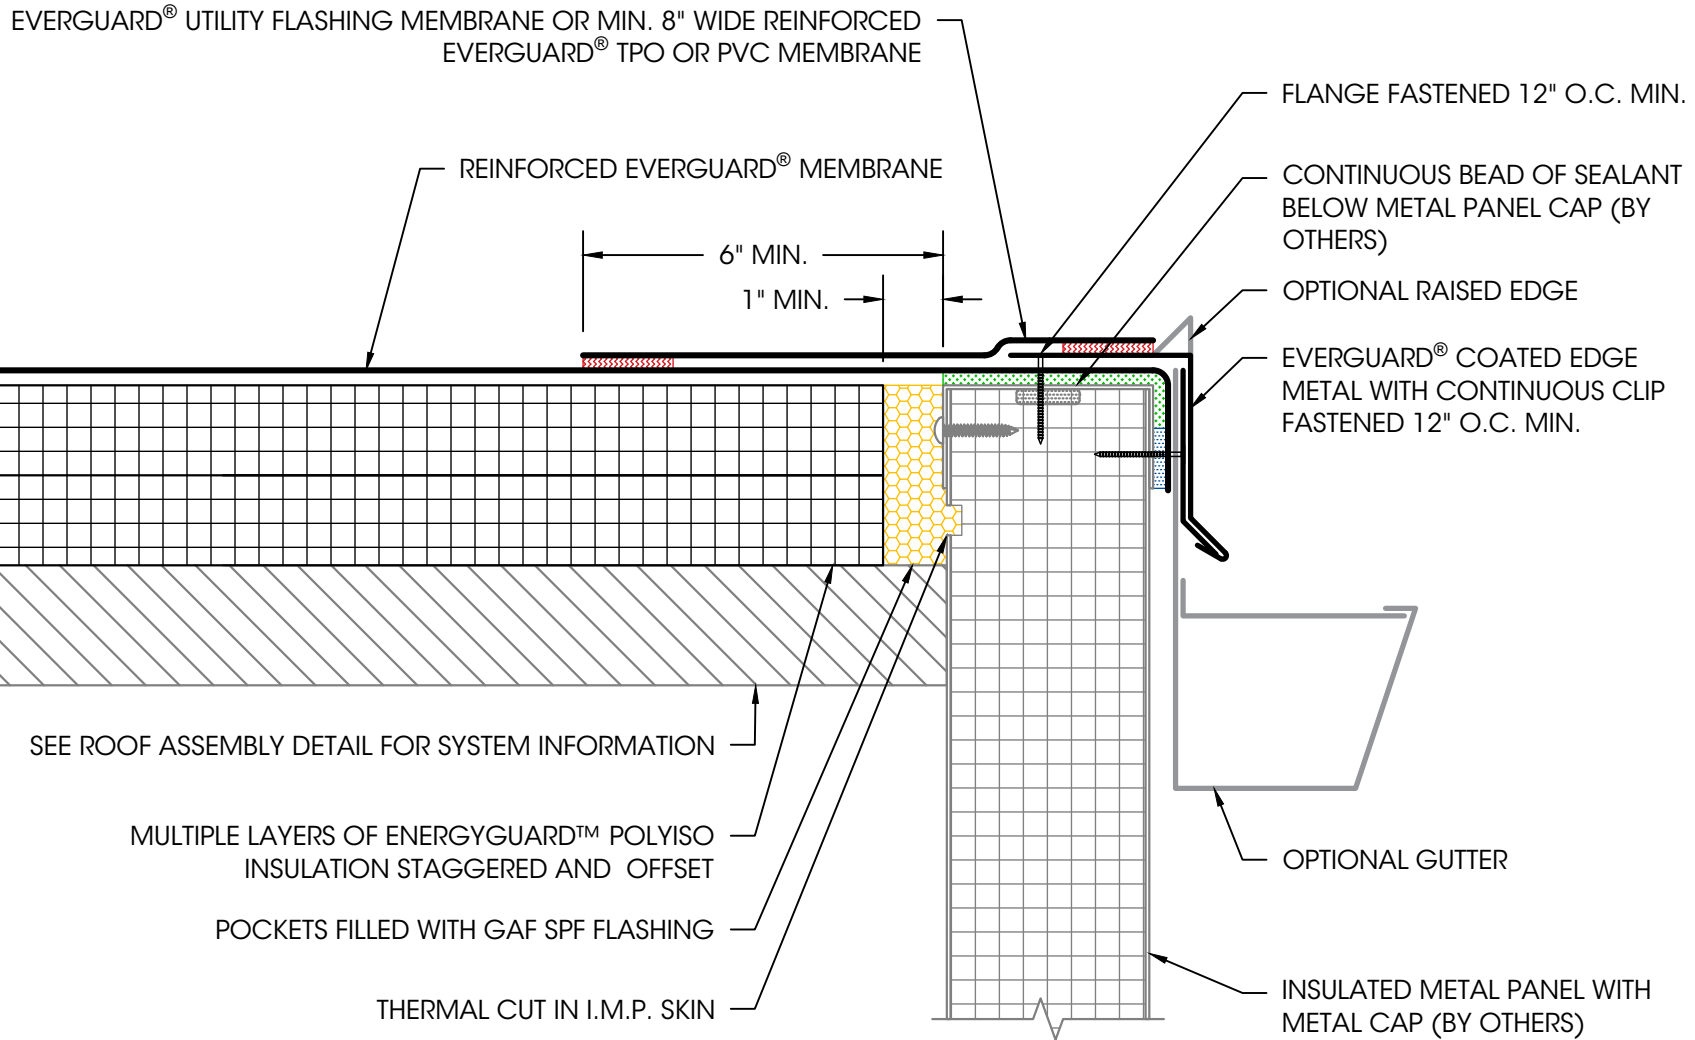 EVERGUARD® UTILITY FLASHING MEMBRANE OR MIN. 8" WIDE REINFORCED
EVERGUARD® TPO OR PVC MEMBRANE
FLANGE FASTENED 12" O.C. MIN.
REINFORCED EVERGUARD® MEMBRANE
CONTINUOUS BEAD OF SEALANT
BELOW METAL PANEL CAP (BY
OTHERS)
6" MIN.
1" MIN.
OPTIONAL RAISED EDGE
EVERGUARD® COATED EDGE
METAL WITH CONTINUOUS CLIP
FASTENED 12" O.C. MIN.
SEE ROOF ASSEMBLY DETAIL FOR SYSTEM INFORMATION
MULTIPLE LAYERS OF ENERGYGUARD™ POLYISO
INSULATION STAGGERED AND OFFSET
OPTIONAL GUTTER
POCKETS FILLED WITH GAF SPF FLASHING
THERMAL CUT IN I.M.P. SKIN
INSULATED METAL PANEL WITH
METAL CAP (BY OTHERS)